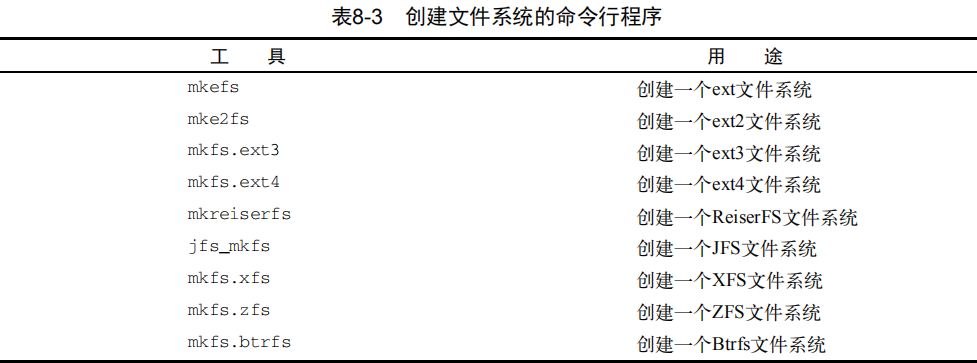 表8-3 创建文件系统的命令行程序
工 具 用 途
mkefs 创建一个ext文件系统
mke2fs 创建一个ext2文件系统
mkfs.ext3 创建一个ext3文件系统
mkfs.ext4 创建一个ext4文件系统
mkreiserfs 创建一个ReiserFS文件系统
jfs_mkfs 创建一个JFS文件系统
mkfs.xfs 创建一个XFS文件系统
mkfs.zfs 创建一个ZFS文件系统
mkfs.btrfs 创建一个Btrfs文件系统